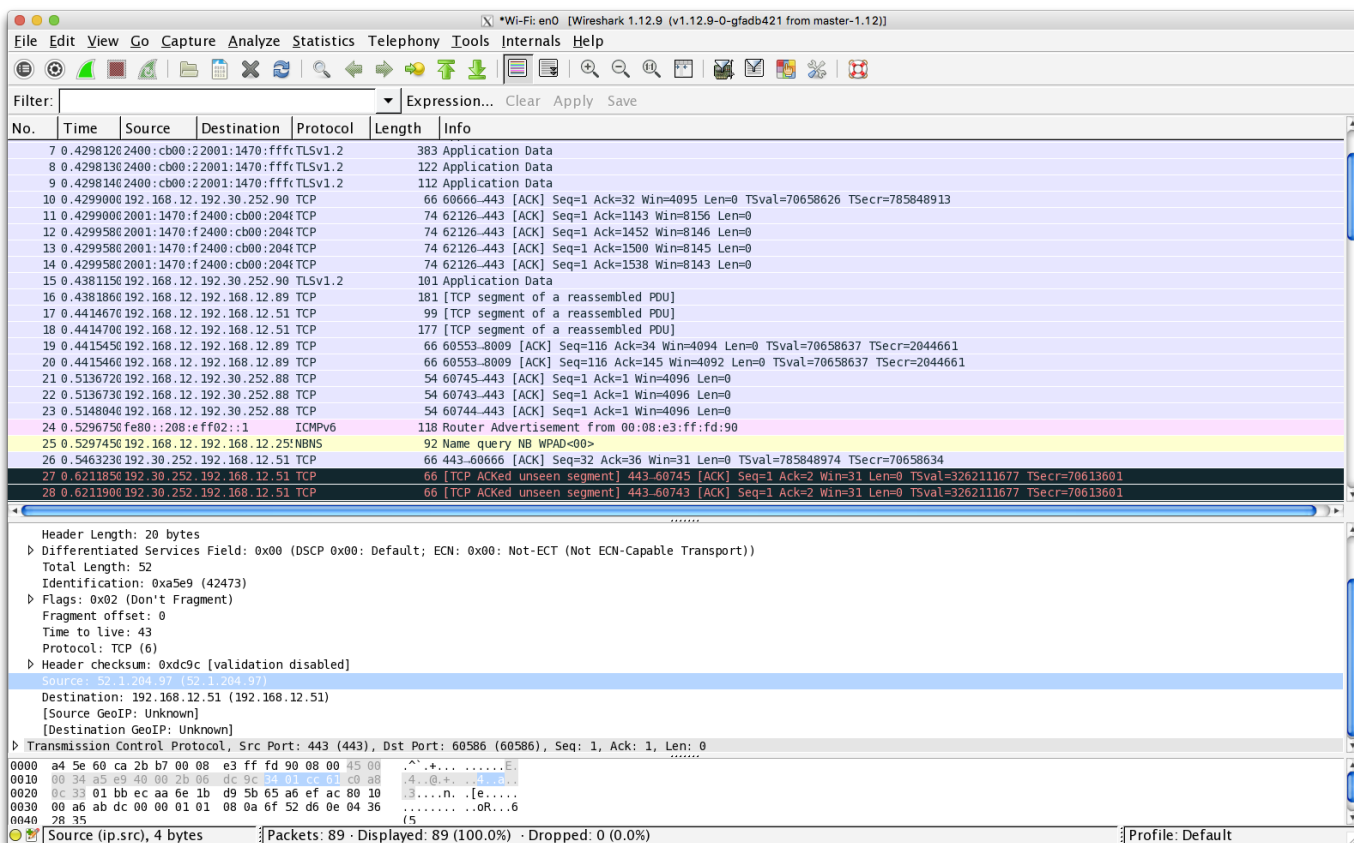 *Wi-Fi: en0 [Wireshark 1.12.9 (v1.12.9-0-gfadb421 from master-1.12)]
File Edit View Go Capture Analyze Statistics Telephony Tools Internals Help
Filter: Expression... Clear Apply Save
No. Time Source Destination Protocol Length Info
7 0.4298120 2400:cb00:2 2001:1470:fff TLSv1.2 383 Application Data
8 0.4298130 2400:cb00:2 2001:1470:fff TLSv1.2 122 Application Data
9 0.4298140 2400:cb00:2 2001:1470:fff TLSv1.2 112 Application Data
10 0.4299000 192.168.12. 192.30.252.90 TCP 66 60666→443 [ACK] Seq=1 Ack=32 Win=4095 Len=0 TSval=70658626 TSecr=785848913
11 0.4299000 2001:1470:f 2400:cb00:2048 TCP 74 62126→443 [ACK] Seq=1 Ack=1143 Win=8156 Len=0
12 0.4299580 2001:1470:f 2400:cb00:2048 TCP 74 62126→443 [ACK] Seq=1 Ack=1452 Win=8146 Len=0
13 0.4299580 2001:1470:f 2400:cb00:2048 TCP 74 62126→443 [ACK] Seq=1 Ack=1500 Win=8145 Len=0
14 0.4299580 2001:1470:f 2400:cb00:2048 TCP 74 62126→443 [ACK] Seq=1 Ack=1538 Win=8143 Len=0
15 0.4381150 192.168.12. 192.30.252.90 TLSv1.2 101 Application Data
16 0.4381860 192.168.12. 192.168.12.89 TCP 181 [TCP segment of a reassembled PDU]
17 0.4414670 192.168.12. 192.168.12.51 TCP 99 [TCP segment of a reassembled PDU]
18 0.4414700 192.168.12. 192.168.12.51 TCP 177 [TCP segment of a reassembled PDU]
19 0.4415450 192.168.12. 192.168.12.89 TCP 66 60553→8009 [ACK] Seq=116 Ack=34 Win=4094 Len=0 TSval=70658637 TSecr=2044661
20 0.4415460 192.168.12. 192.168.12.89 TCP 66 60553→8009 [ACK] Seq=116 Ack=145 Win=4092 Len=0 TSval=70658637 TSecr=2044661
21 0.5136720 192.168.12. 192.30.252.88 TCP 54 60745→443 [ACK] Seq=1 Ack=1 Win=4096 Len=0
22 0.5136730 192.168.12. 192.30.252.88 TCP 54 60743→443 [ACK] Seq=1 Ack=1 Win=4096 Len=0
23 0.5148040 192.168.12. 192.30.252.88 TCP 54 60744→443 [ACK] Seq=1 Ack=1 Win=4096 Len=0
24 0.5296750 fe80::208:e ff02::1 ICMPv6 118 Router Advertisement from 00:08:e3:ff:fd:90
25 0.5297450 192.168.12. 192.168.12.255 NBNS 92 Name query NB WPAD<00>
26 0.5463230 192.30.252. 192.168.12.51 TCP 66 443→60666 [ACK] Seq=32 Ack=36 Win=31 Len=0 TSval=785848974 TSecr=70658634
27 0.6211850 192.30.252. 192.168.12.51 TCP 66 [TCP ACKed unseen segment] 443→60745 [ACK] Seq=1 Ack=2 Win=31 Len=0 TSval=3262111677 TSecr=70613601
28 0.6211900 192.30.252. 192.168.12.51 TCP 66 [TCP ACKed unseen segment] 443→60743 [ACK] Seq=1 Ack=2 Win=31 Len=0 TSval=3262111677 TSecr=70613601
Header Length: 20 bytes
Differentiated Services Field: 0x00 (DSCP 0x00: Default; ECN: 0x00: Not-ECT (Not ECN-Capable Transport))
Total Length: 52
Identification: 0xa5e9 (42473)
Flags: 0x02 (Don't Fragment)
Fragment offset: 0
Time to live: 43
Protocol: TCP (6)
Header checksum: 0xdc9c [validation disabled]
Source: 52.1.204.97 (52.1.204.97)
Destination: 192.168.12.51 (192.168.12.51)
[Source GeoIP: Unknown]
[Destination GeoIP: Unknown]
Transmission Control Protocol, Src Port: 443 (443), Dst Port: 60586 (60586), Seq: 1, Ack: 1, Len: 0
0000 a4 5e 60 ca 2b b7 00 08 e3 ff fd 90 08 00 45 00 .^`.+... ......E.
0010 00 34 a5 e9 40 00 2b 06 dc 9c 34 01 cc 61 c0 a8 .4..@.+. ..4..a..
0020 0c 33 01 bb ec aa 6e 1b d9 5b 65 a6 ef ac 80 10 .3....n. .[e.....
0030 00 a6 ab dc 00 00 01 01 08 0a 6f 52 d6 0e 04 36 ........ ..oR...6
0040 28 35 (5
Source (ip.src), 4 bytes Packets: 89 · Displayed: 89 (100.0%) · Dropped: 0 (0.0%) Profile: Default